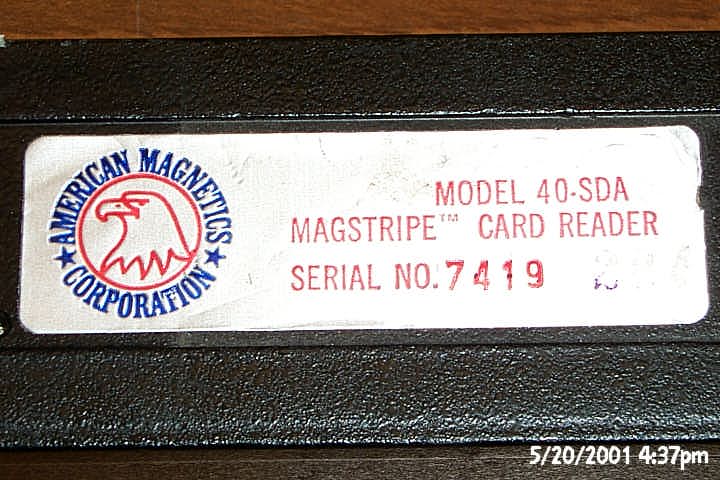 AMERICAN MAGNETICS
CORPORATION
MODEL 40-SDA
MAGSTRIPE™ CARD READER
SERIAL NO. 7419
5/20/2001 4:37pm